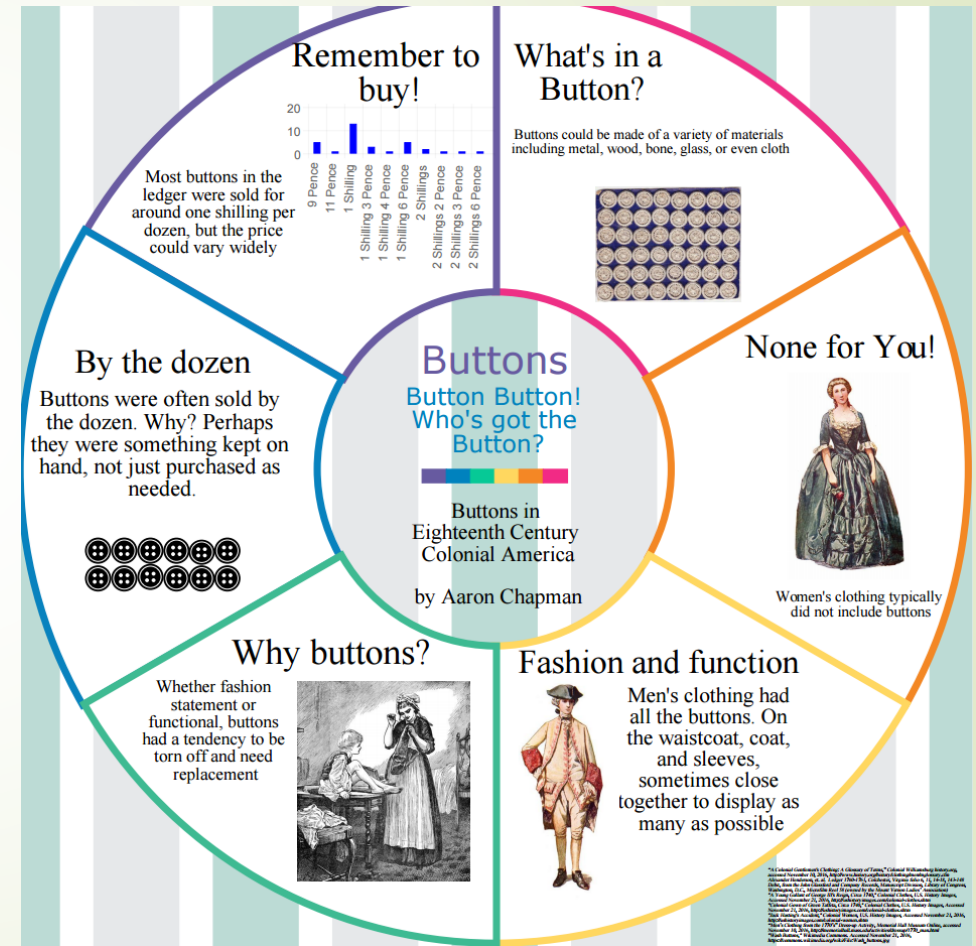 Remember to
buy!
20
10
0
9 Pence
11 Pence
1 Shilling
1 Shilling 3 Pence
1 Shilling 4 Pence
1 Shilling 6 Pence
2 Shillings
2 Shillings 2 Pence
2 Shillings 3 Pence
2 Shillings 6 Pence
Most buttons in the
ledger were sold for
around one shilling per
dozen, but the price
could vary widely
What's in a
Button?
Buttons could be made of a variety of materials
including metal, wood, bone, glass, or even cloth
None for You!
Women's clothing typically
did not include buttons
Fashion and function
Men's clothing had
all the buttons. On
the waistcoat, coat,
and sleeves,
sometimes close
together to display as
many as possible
Why buttons?
Whether fashion
statement or
functional, buttons
had a tendency to be
torn off and need
replacement
By the dozen
Buttons were often sold by
the dozen. Why? Perhaps
they were something kept on
hand, not just purchased as
needed.
Buttons
Button Button!
Who's got the
Button?
Buttons in
Eighteenth Century
Colonial America
by Aaron Chapman